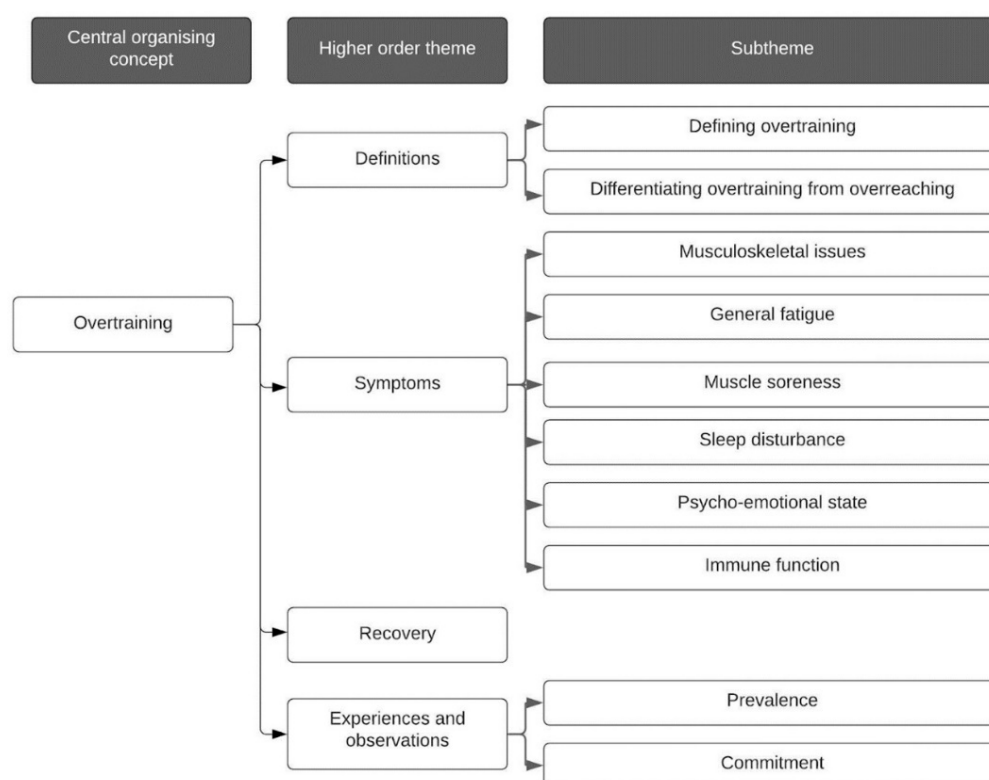 Central organising
concept
Higher order theme
Subtheme
Defining overtraining
Definitions
Differentiating overtraining from overreaching
Musculoskeletal issues
General fatigue
Overtraining
Symptoms
Muscle soreness
Sleep disturbance
Psycho-emotional state
Immune function
Recovery
Prevalence
Experiences and
observations
Commitment